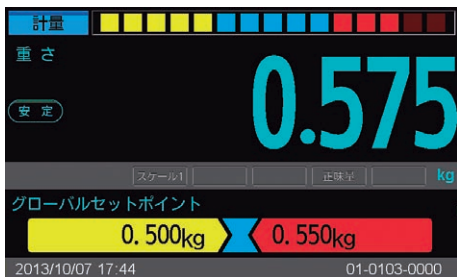 計量
重さ
0.575
安定
スケール1 正味量 kg
グローバルセットポイント
0.500kg 0.550kg
2013/10/07 17:44 01-0103-0000